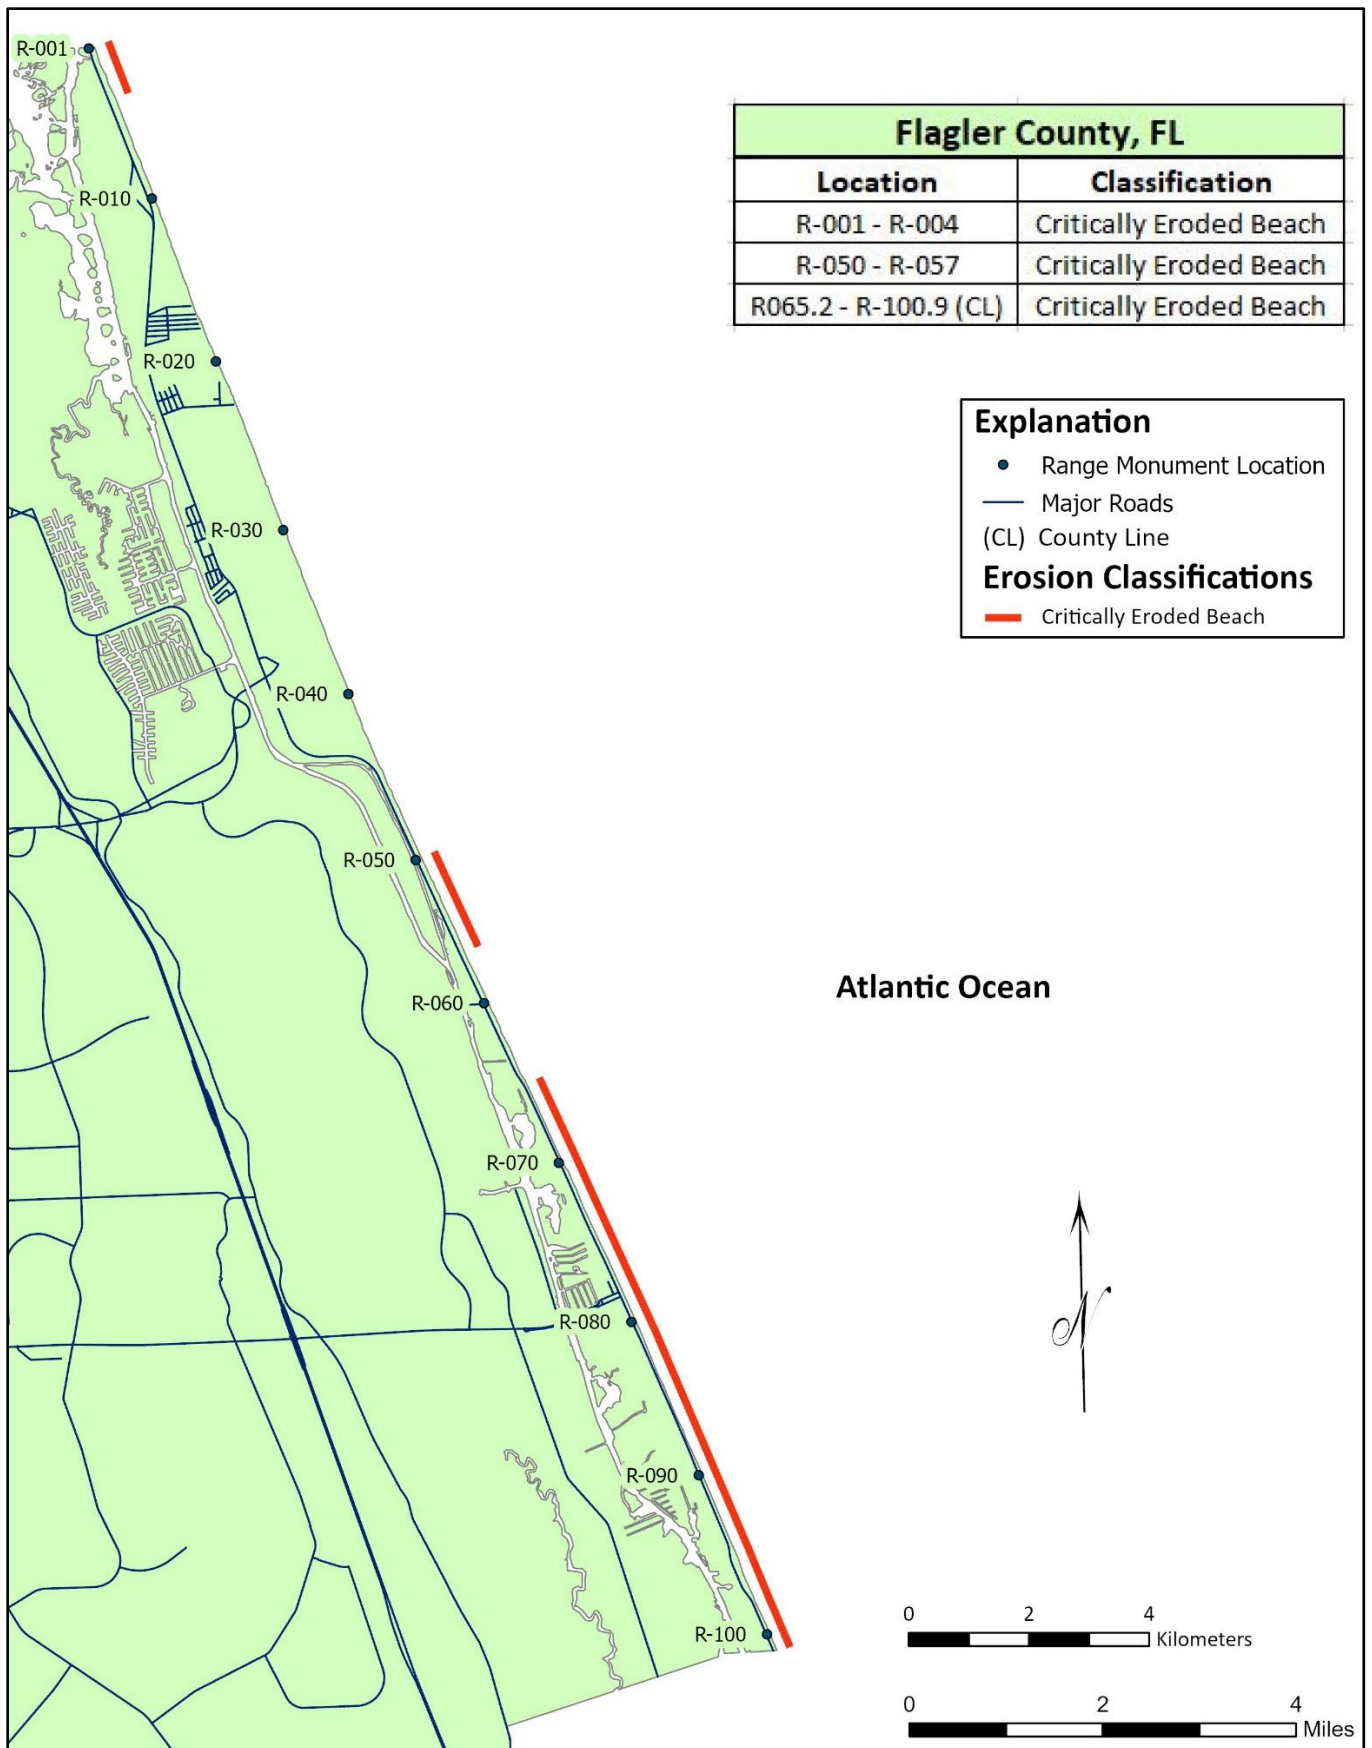 R-001
Flagler County, FL
Location Classification
R-001 - R-004 Critically Eroded Beach
R-050 - R-057 Critically Eroded Beach
R065.2 - R-100.9 (CL) Critically Eroded Beach
R-010
R-020
Explanation
Range Monument Location
Major Roads
(CL) County Line
Erosion Classifications
Critically Eroded Beach
R-030
R-040
R-050
Atlantic Ocean
R-060
R-070
N
R-080
R-090
R-100
0 2 4
Kilometers
0 2 4
Miles